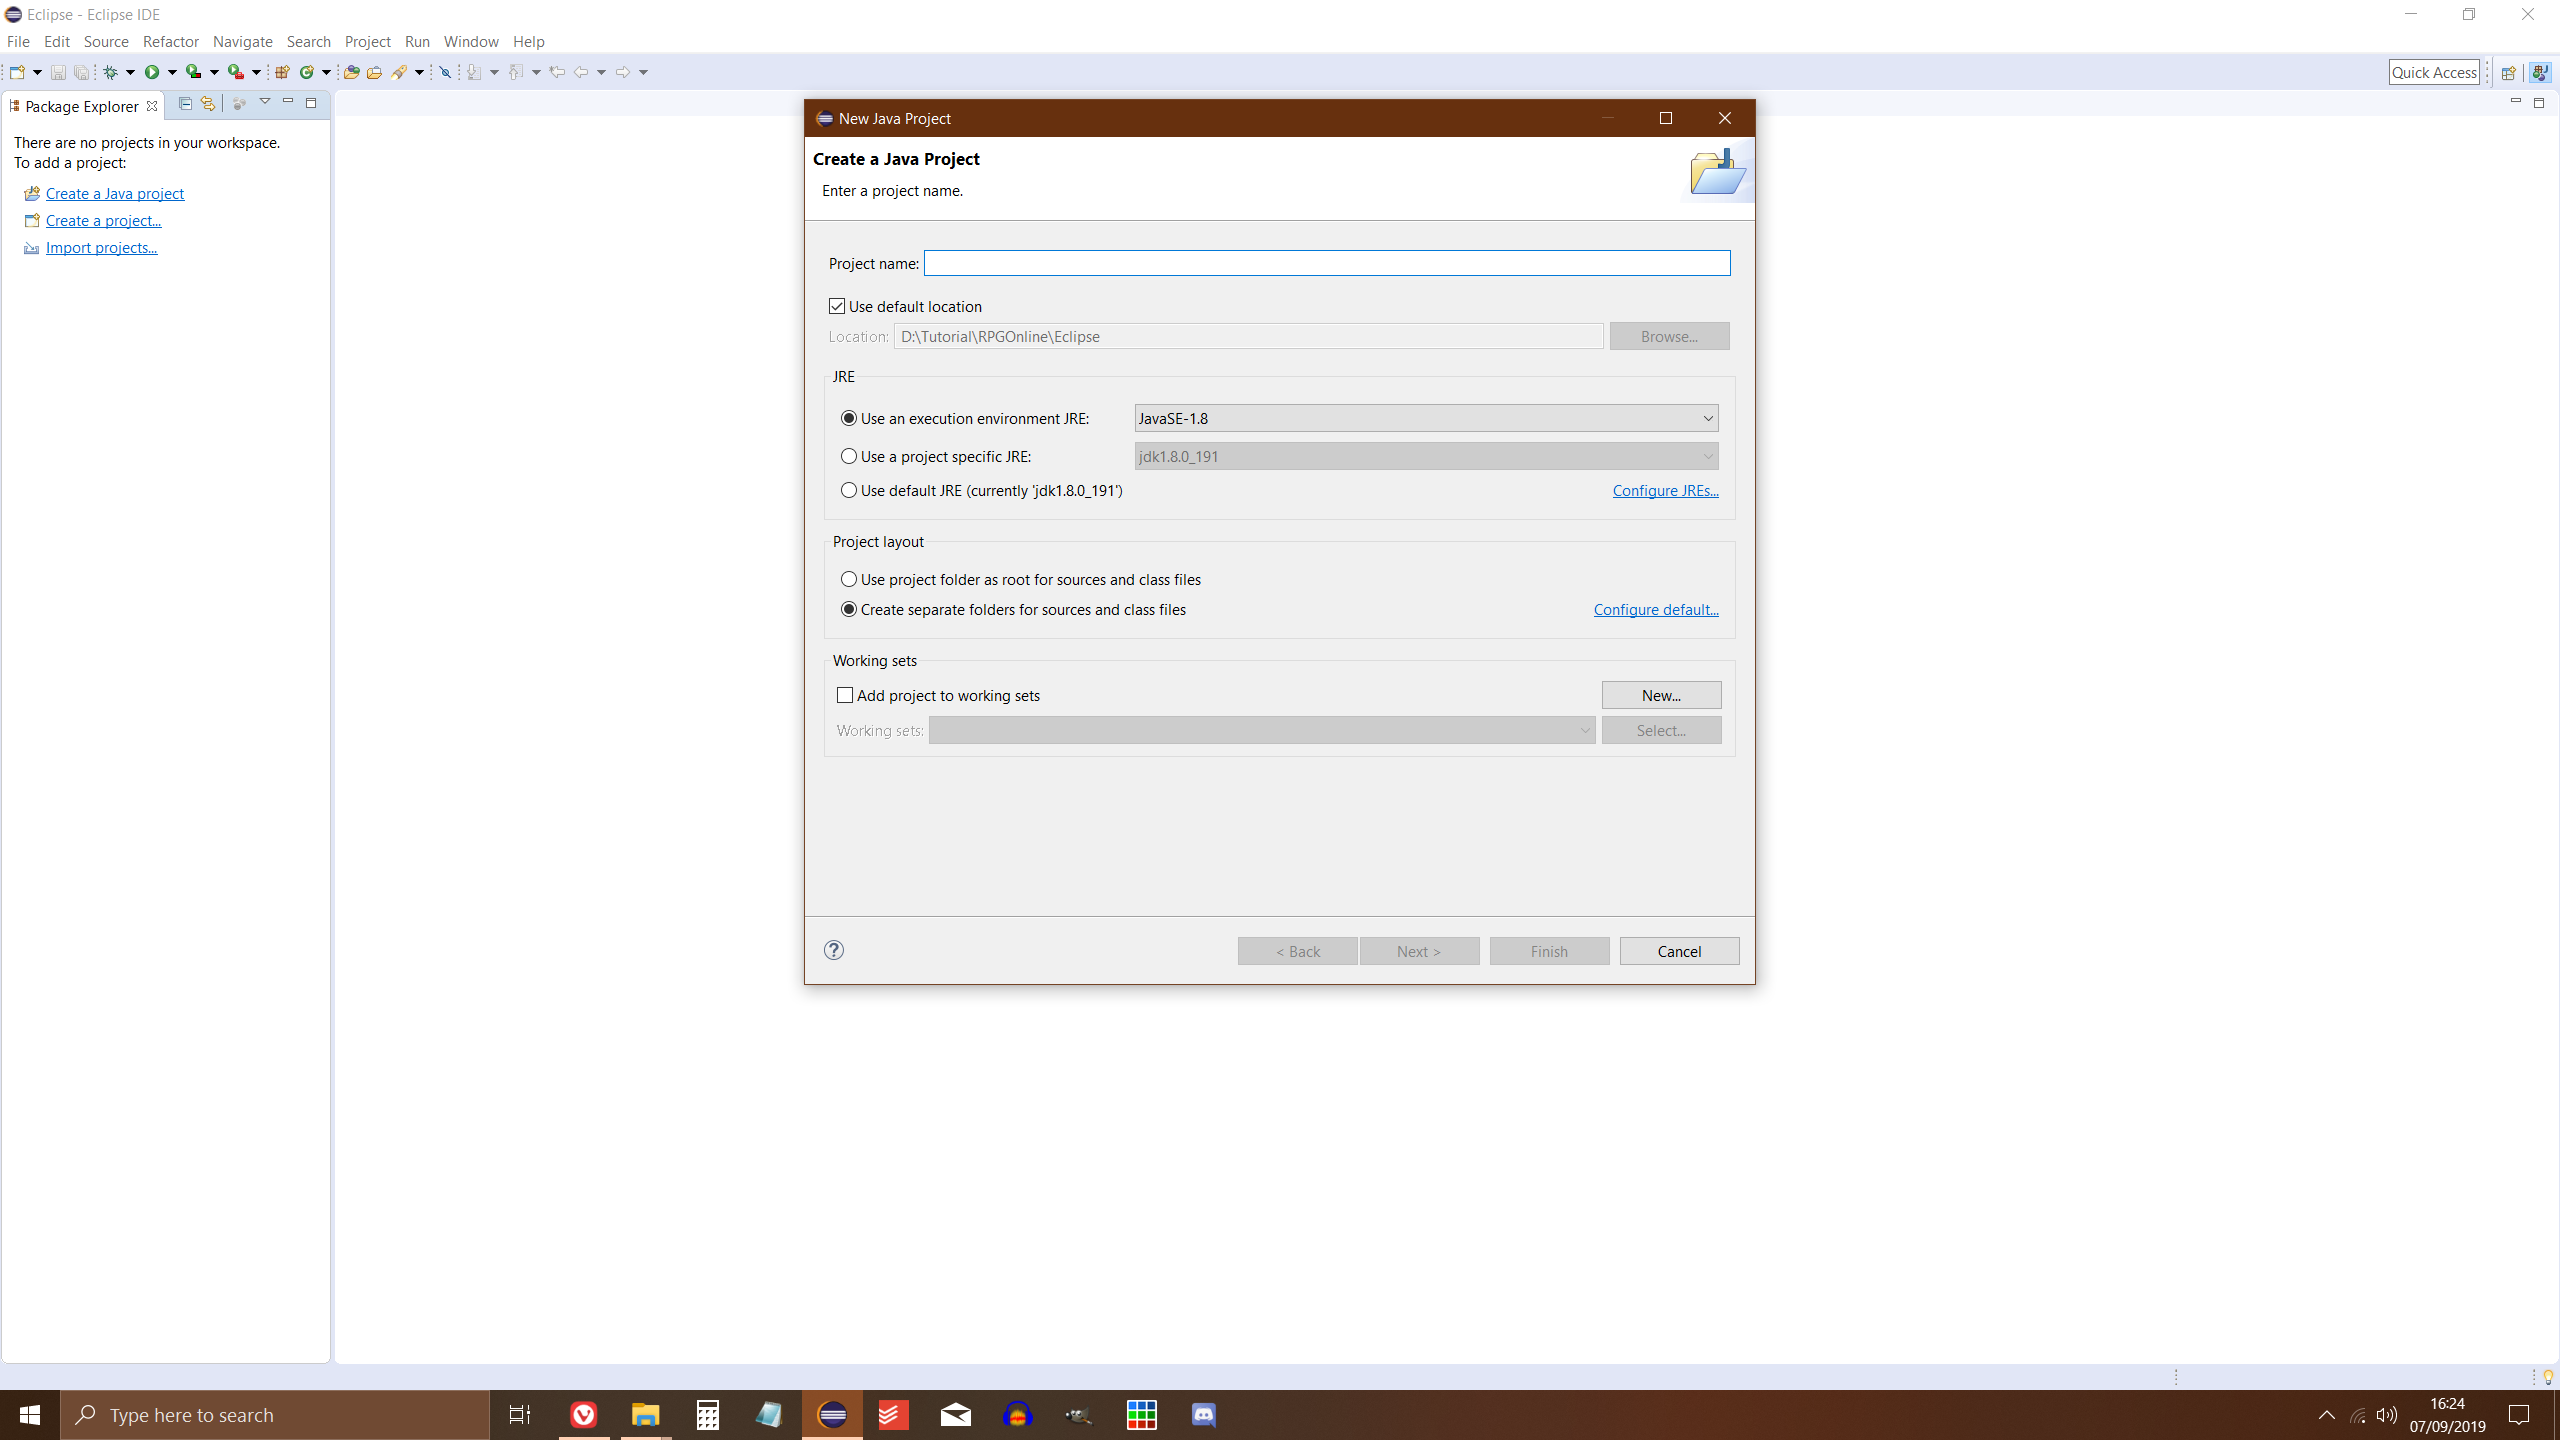 Eclipse - Eclipse IDE
File Edit Source Refactor Navigate Search Project Run Window Help
Quick Access
Package Explorer
There are no projects in your workspace.
To add a project:
Create a Java project
Create a project...
Import projects...
New Java Project
Create a Java Project
Enter a project name.
Project name:
Use default location
Location: D:\Tutorial\RPGOnline\Eclipse Browse...
JRE
Use an execution environment JRE: JavaSE-1.8
Use a project specific JRE: jdk1.8.0_191
Use default JRE (currently 'jdk1.8.0_191') Configure JREs...
Project layout
Use project folder as root for sources and class files
Create separate folders for sources and class files Configure default...
Working sets
Add project to working sets New...
Working sets: Select...
< Back Next > Finish Cancel
Type here to search
16:24
07/09/2019